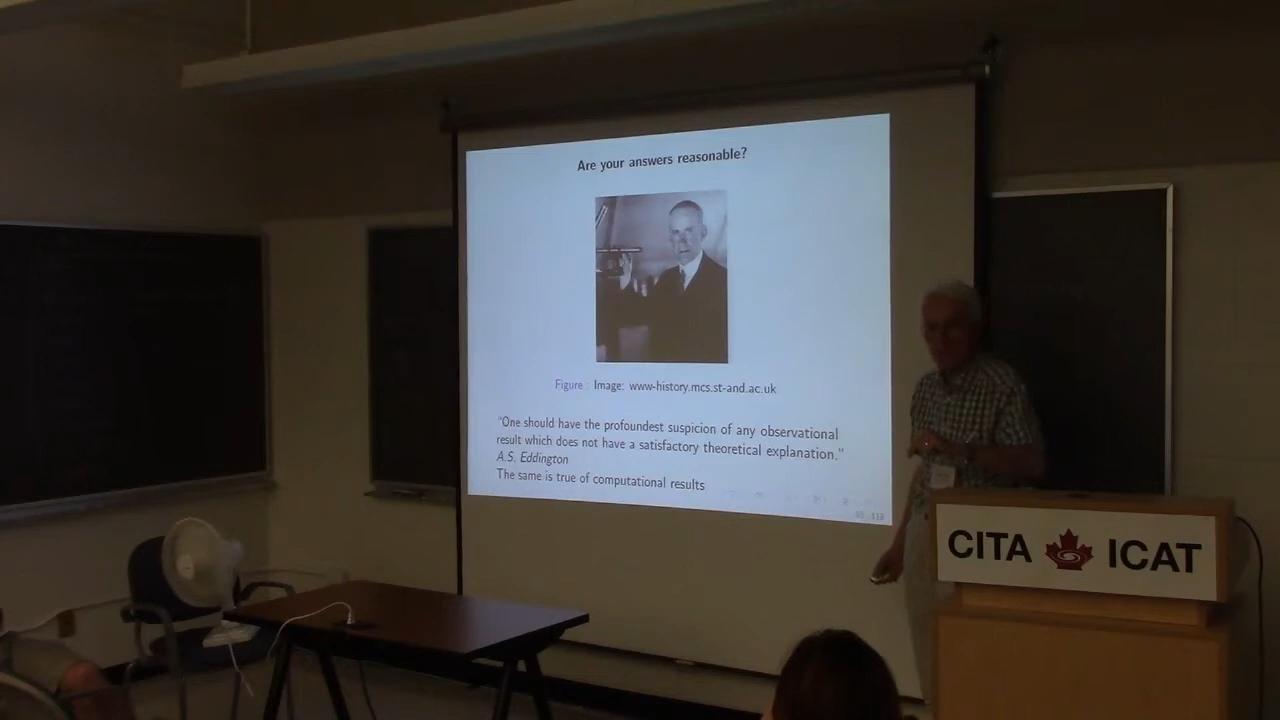 Are your answers reasonable?
Figure : Image: www-history.mcs.st-and.ac.uk
"One should have the profoundest suspicion of any observational
result which does not have a satisfactory theoretical explanation."
A.S. Eddington
The same is true of computational results
CITA ICAT